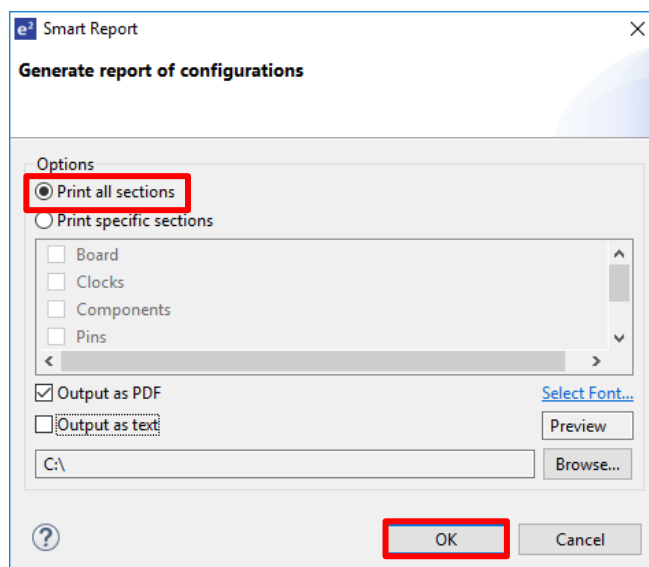 e² Smart Report
Generate report of configurations
Options
Print all sections
Print specific sections
Board
Clocks
Components
Pins
Output as PDF
Select Font...
Output as text
Preview
C:\
Browse...
?
OK
Cancel